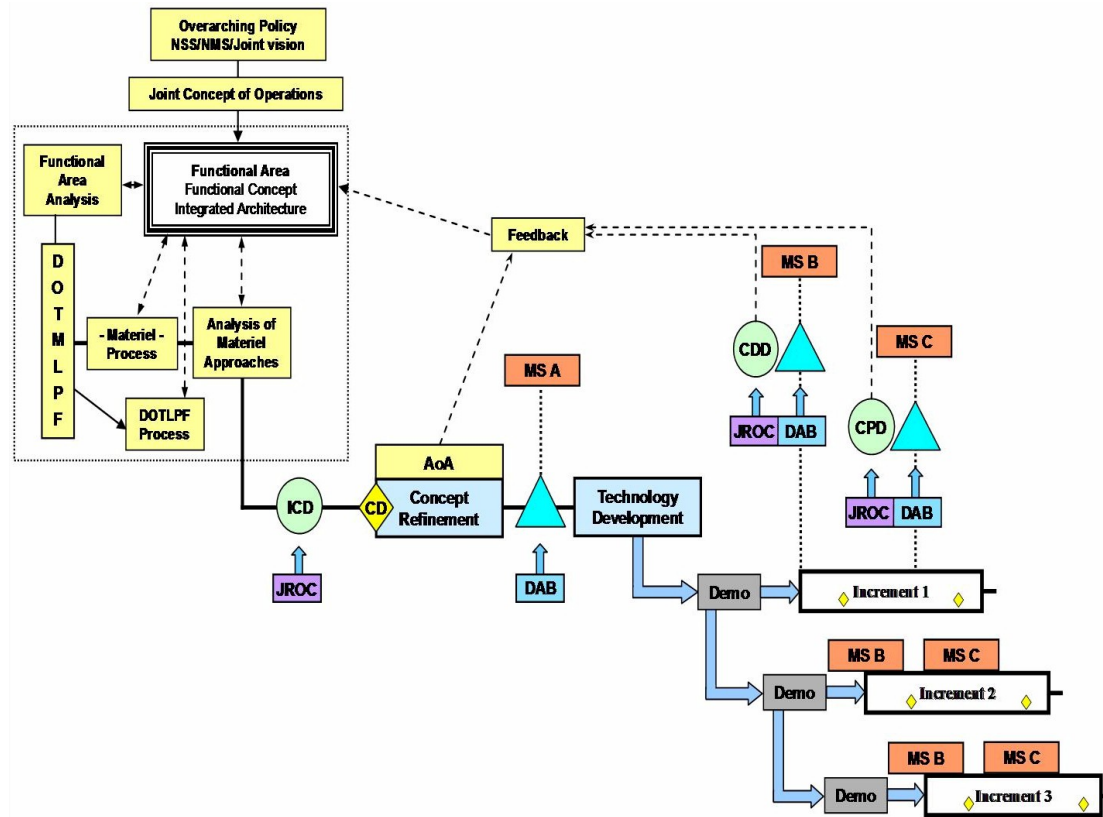 Overarching Policy
NSS/NMS/Joint vision
Joint Concept of Operations
Functional
Area
Analysis
Functional Area
Functional Concept
Integrated Architecture
Feedback
D
O
T
M
L
P
F
- Materiel -
Process
Analysis of
Materiel
Approaches
DOTLPF
Process
MS A
MS B
MS C
CDD
CPD
JROC
DAB
JROC
DAB
AoA
ICD
CD
Concept
Refinement
Technology
Development
JROC
DAB
Demo
Increment 1
MS B
MS C
Demo
Increment 2
MS B
MS C
Demo
Increment 3